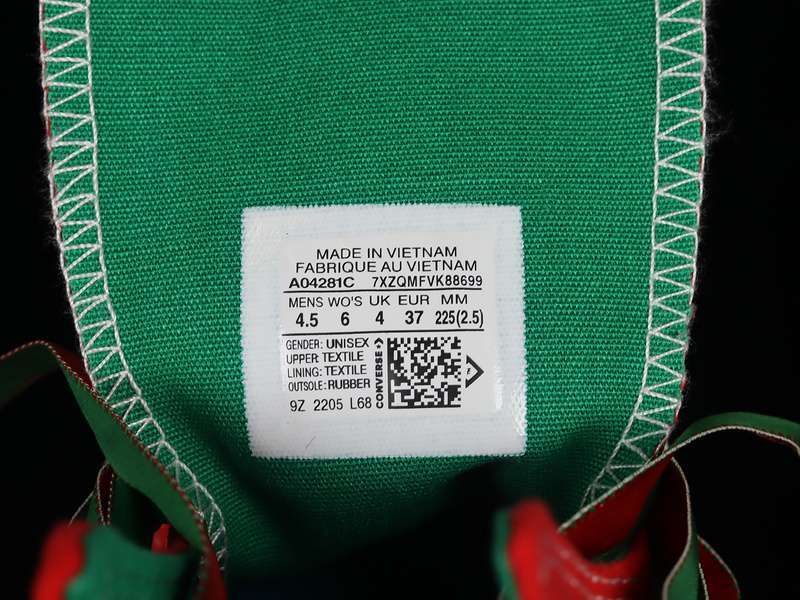 MADE IN VIETNAM
FABRIQUE AU VIETNAM
A04281C 7XZQMFVK88699
MENS WO'S UK EUR MM
4.5 6 4 37 225(2.5)
GENDER: UNISEX
UPPER: TEXTILE
LINING: TEXTILE
OUTSOLE: RUBBER
9Z 2205 L68
CONVERSE